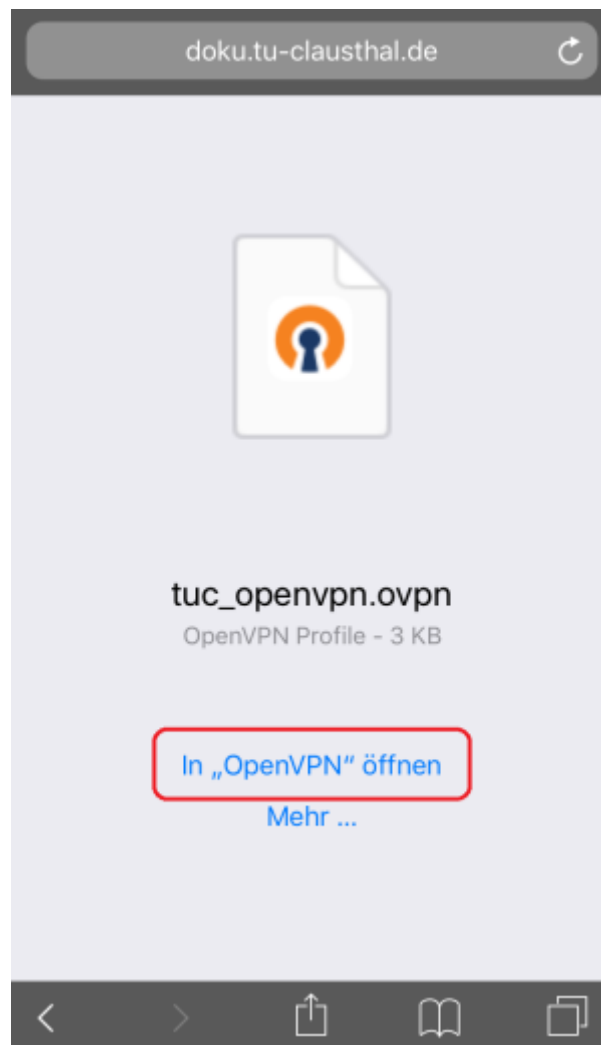 doku.tu-clausthal.de
tuc_openvpn.ovpn
OpenVPN Profile - 3 KB
In „OpenVPN" öffnen
Mehr ...